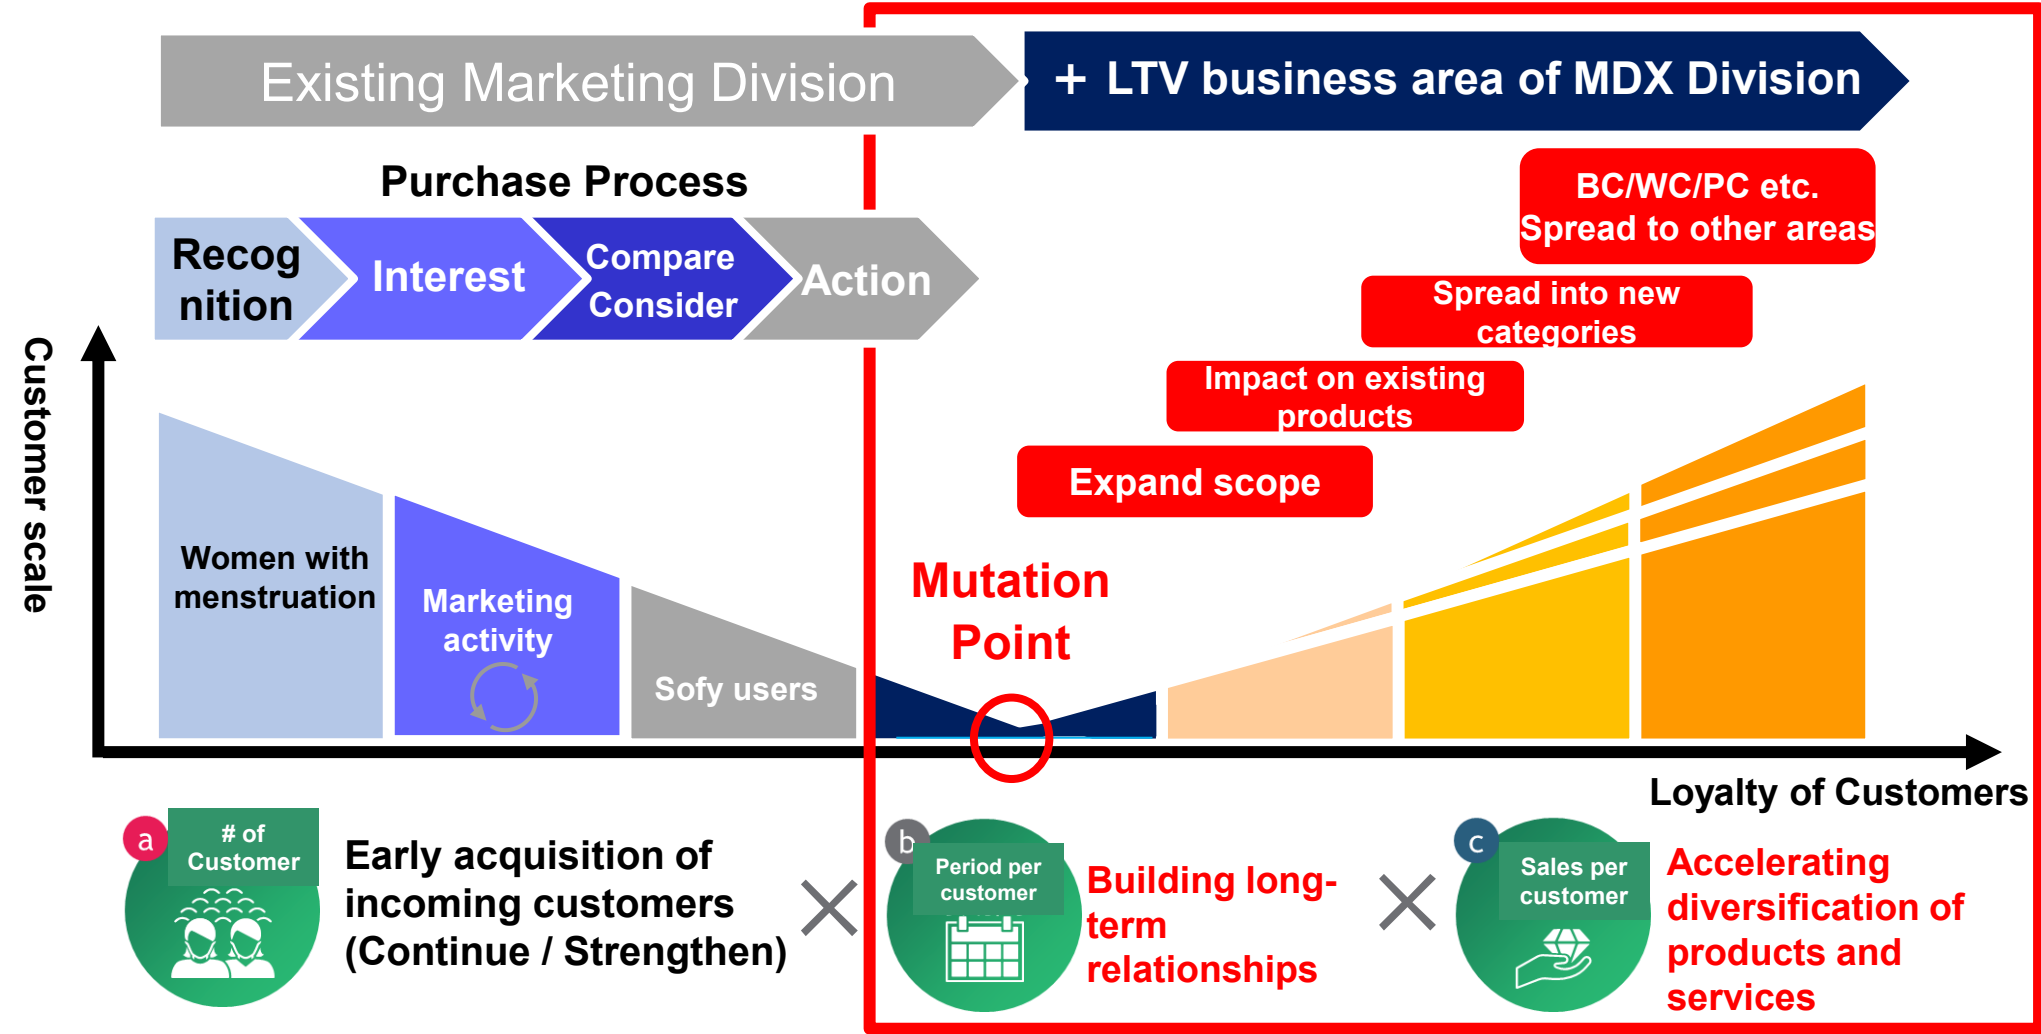 Existing Marketing Division
+ LTV business area of MDX Division
Purchase Process
Recog
nition
Interest
Compare
Consider
Action
BC/WC/PC etc.
Spread to other areas
Spread into new
categories
Impact on existing
products
Expand scope
Customer scale
Women with
menstruation
Marketing
activity
Sofy users
Mutation
Point
Loyalty of Customers
a
# of
Customer
Early acquisition of
incoming customers
(Continue / Strengthen)
b
Period per
customer
Building long-
term
relationships
c
Sales per
customer
Accelerating
diversification of
products and
services